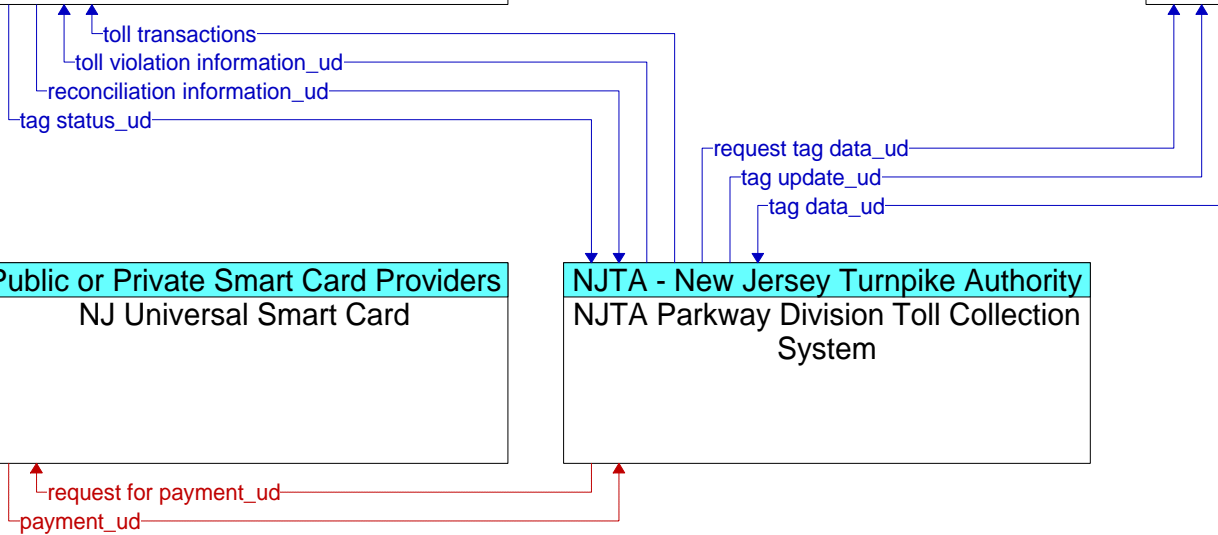 toll transactions
toll violation information_ud
reconciliation information_ud
tag status_ud
request tag data_ud
tag update_ud
tag data_ud
Public or Private Smart Card Providers
NJ Universal Smart Card
NJTA - New Jersey Turnpike Authority
NJTA Parkway Division Toll Collection
System
request for payment_ud
payment_ud